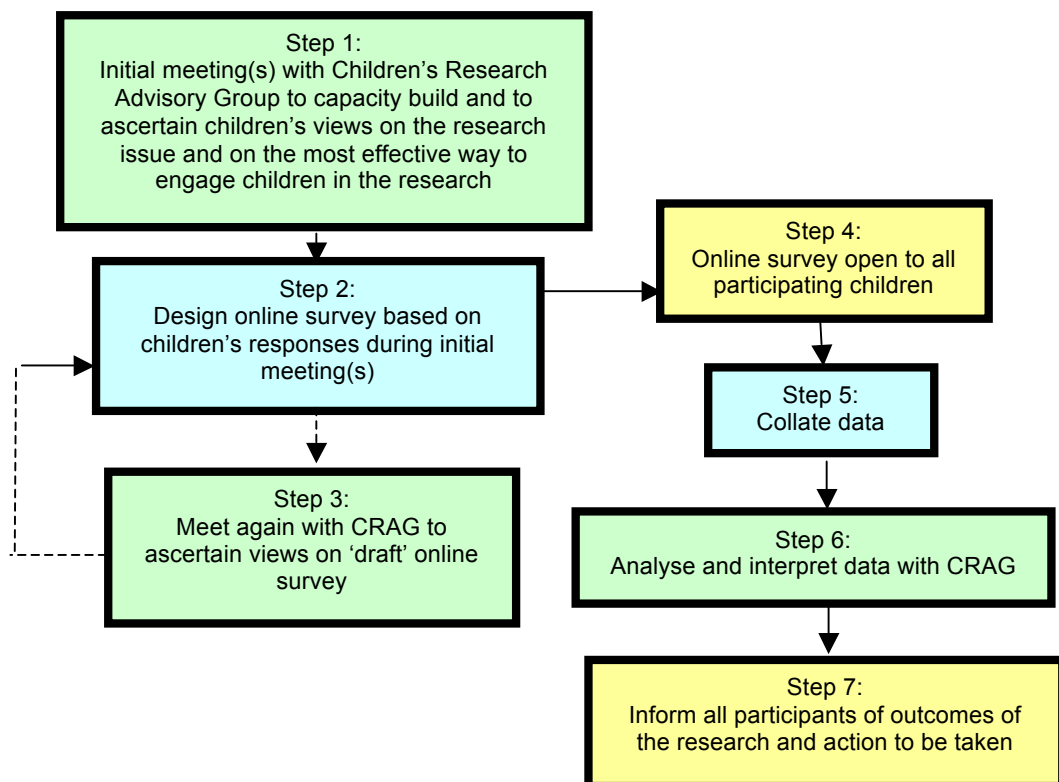 Step 1:
Initial meeting(s) with Children’s Research
Advisory Group to capacity build and to
ascertain children’s views on the research
issue and on the most effective way to
engage children in the research
Step 2:
Design online survey based on
children’s responses during initial
meeting(s)
Step 3:
Meet again with CRAG to
ascertain views on ‘draft’ online
survey
Step 4:
Online survey open to all
participating children
Step 5:
Collate data
Step 6:
Analyse and interpret data with CRAG
Step 7:
Inform all participants of outcomes of
the research and action to be taken